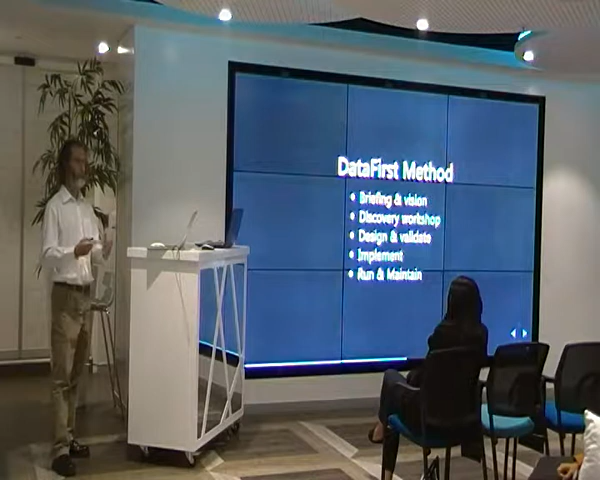 DataFirst Method
• Briefing & vision
• Discovery workshop
• Design & validate
• Implement
• Run & Maintain